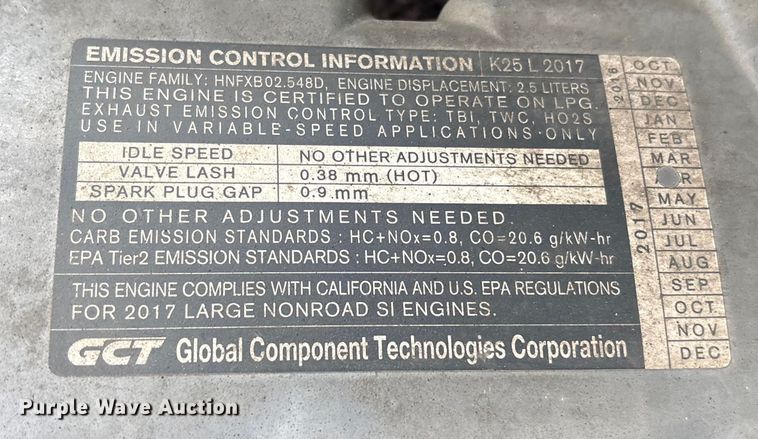 EMISSION CONTROL INFORMATION K25 L 2017
ENGINE FAMILY: HNFXB02.548D, ENGINE DISPLACEMENT: 2.5 LITERS
THIS ENGINE IS CERTIFIED TO OPERATE ON LPG.
EXHAUST EMISSION CONTROL TYPE: TBI, TWC, HO2S
USE IN VARIABLE-SPEED APPLICATIONS ONLY
IDLE SPEED NO OTHER ADJUSTMENTS NEEDED
VALVE LASH 0.38 mm (HOT)
SPARK PLUG GAP 0.9 mm
NO OTHER ADJUSTMENTS NEEDED.
CARB EMISSION STANDARDS : HC+NOx=0.8, CO=20.6 g/kW-hr
EPA Tier2 EMISSION STANDARDS : HC+NOx=0.8, CO=20.6 g/kW-hr
THIS ENGINE COMPLIES WITH CALIFORNIA AND U.S. EPA REGULATIONS
FOR 2017 LARGE NONROAD SI ENGINES.
GCT Global Component Technologies Corporation
2016
OCT
NOV
DEC
2017
JAN
FEB
MAR
MAY
JUN
JUL
AUG
SEP
OCT
NOV
DEC
Purple Wave Auction